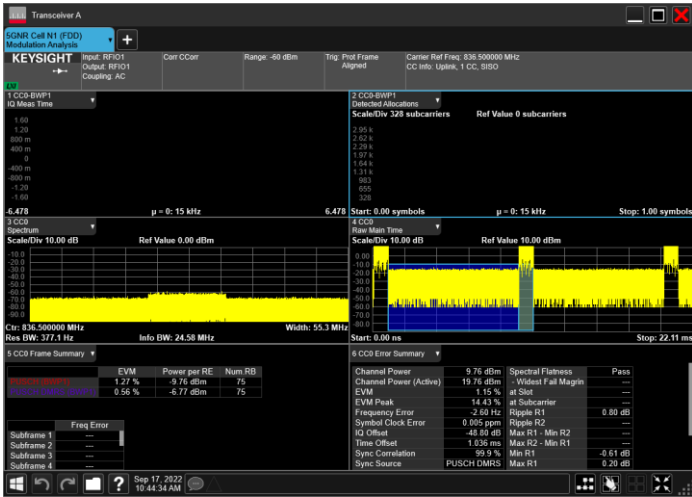 Transceiver A
5GNR Cell N1 (FDD)
Modulation Analysis
KEYSIGHT
Input: RFIO1
Output: RFIO1
Coupling: AC
Corr CCorr
Range: -60 dBm
Trig: Prot Frame
Aligned
Carrier Ref Freq: 836.500000 MHz
CC Info: Uplink, 1 CC, SISO
1 CC0-BWP1
IQ Meas Time
1.60
1.20
800 m
400 m
0
-400 m
-800 m
-1.20
-1.60
-6.478 µ = 0: 15 kHz 6.478
2 CC0-BWP1
Detected Allocations
Scale/Div 328 subcarriers Ref Value 0 subcarriers
2.95 k
2.62 k
2.29 k
1.97 k
1.64 k
1.31 k
983
655
328
Start: 0.00 symbols µ = 0: 15 kHz Stop: 1.00 symbols
3 CC0
Spectrum
Scale/Div 10.00 dB Ref Value 0.00 dBm
-10.0
-20.0
-30.0
-40.0
-50.0
-60.0
-70.0
-80.0
-90.0
Ctr: 836.500000 MHz Width: 55.3 MHz
Res BW: 377.1 Hz Info BW: 24.58 MHz
4 CC0
Raw Main Time
Scale/Div 10.00 dB Ref Value 10.00 dBm
0.00
-10.0
-20.0
-30.0
-40.0
-50.0
-60.0
-70.0
-80.0
Start: 0.00 ns Stop: 22.11 ms
5 CC0 Frame Summary
EVM Power per RE Num.RB
1.27 % -9.76 dBm 75
0.56 % -6.77 dBm 75
Freq Error
Subframe 1 ---
Subframe 2 ---
Subframe 3 ---
Subframe 4 ---
6 CC0 Error Summary
Channel Power 9.76 dBm Spectral Flatness Pass
Channel Power (Active) 19.76 dBm - Widest Fail Magrin ---
EVM 1.15 % at Slot ---
EVM Peak 14.43 % at Subcarrier ---
Frequency Error -2.60 Hz Ripple R1 0.80 dB
Symbol Clock Error 0.005 ppm Ripple R2 ---
IQ Offset -48.80 dB Max R1 - Min R2 ---
Time Offset 1.036 ms Max R2 - Min R1 ---
Sync Correlation 99.9 % Min R1 -0.61 dB
Sync Source PUSCH DMRS Max R1 0.20 dB
Sep 17, 2022
10:44:34 AM